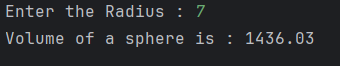 Enter the Radius : 7
Volume of a sphere is : 1436.03